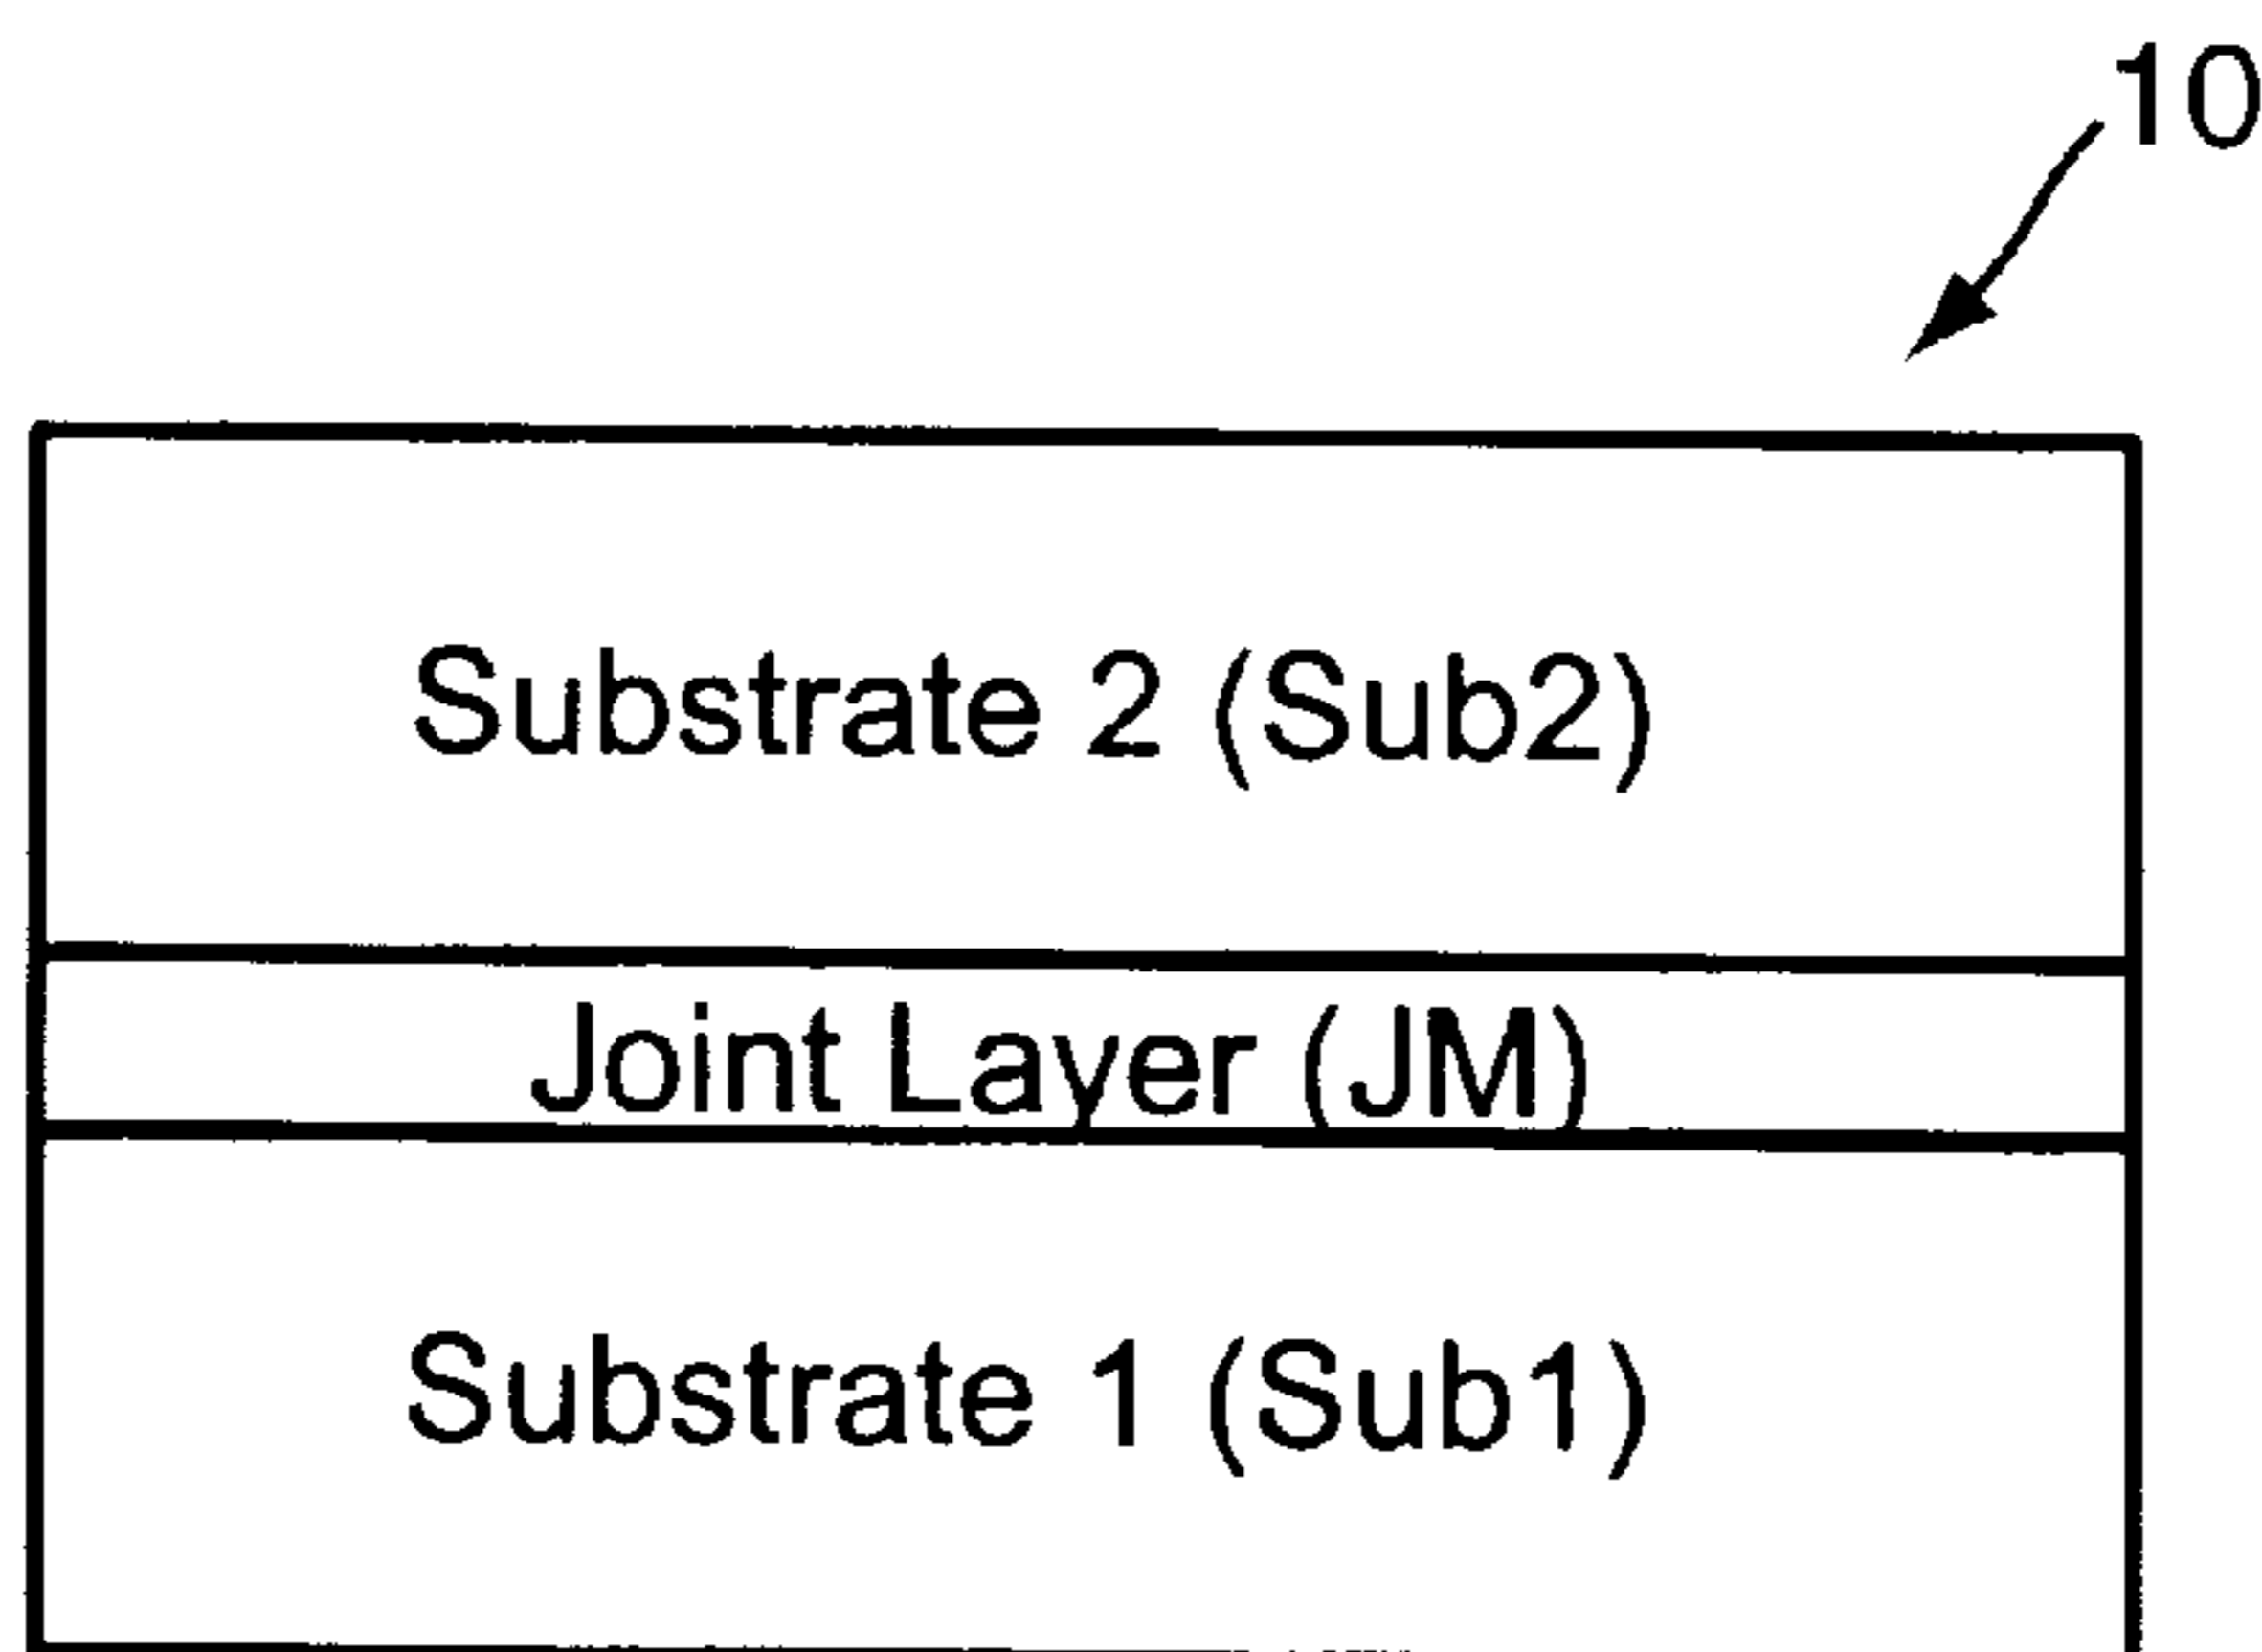 10
Substrate 2 (Sub2)
Joint Layer (JM)
Substrate 1 (Sub1)